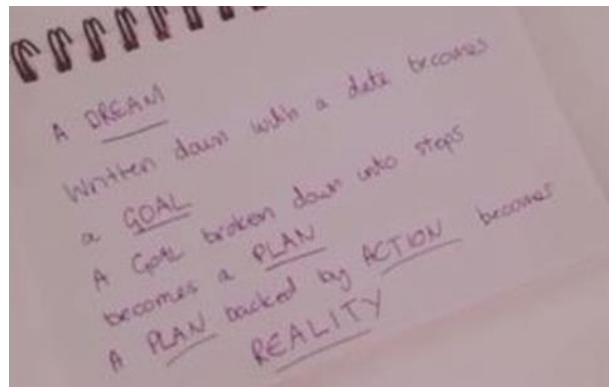 A DREAM
Written down with a date becomes
a GOAL
A GOAL broken down into steps
becomes a PLAN
A PLAN backed by ACTION becomes
REALITY